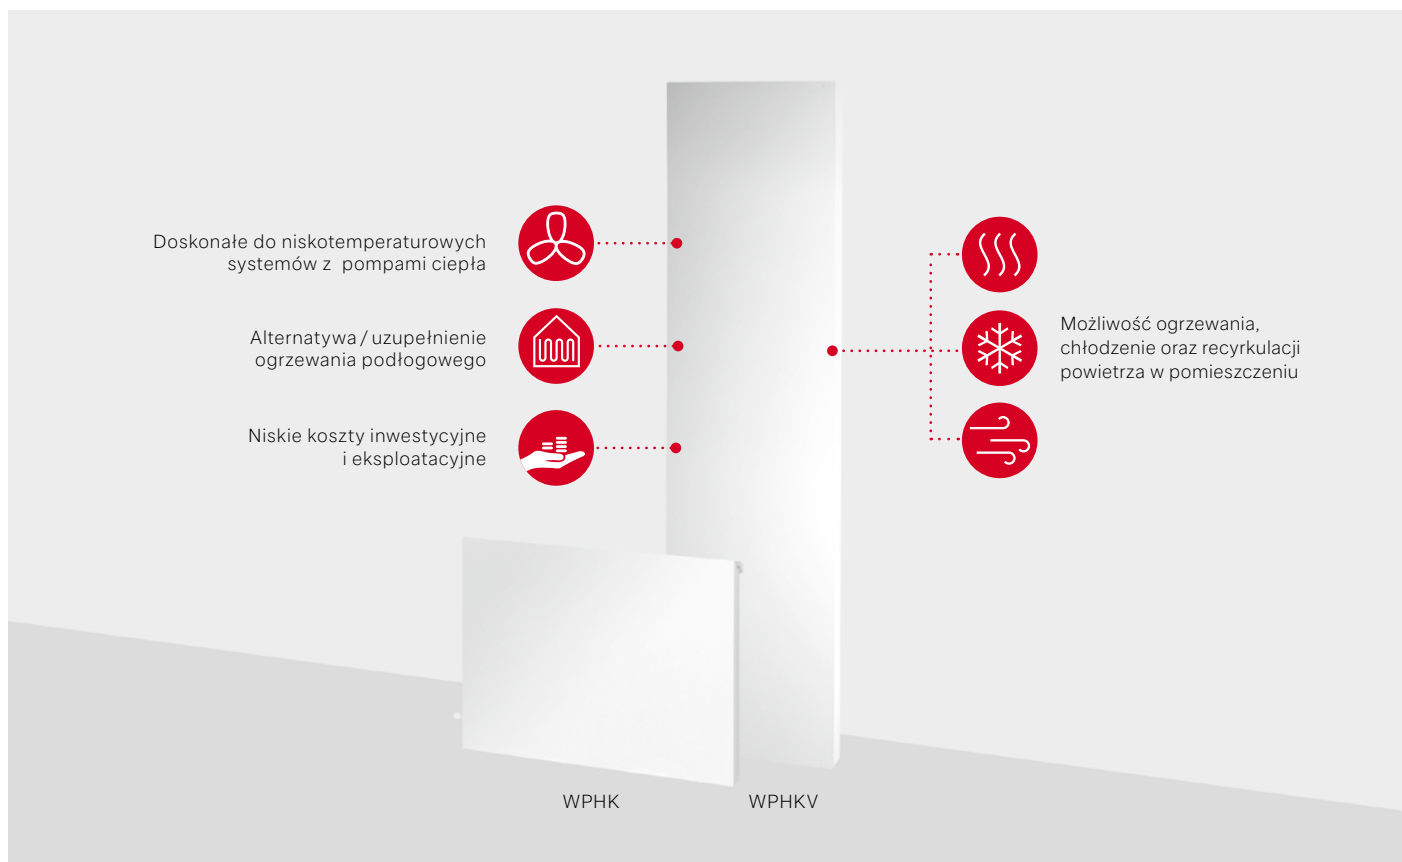 Doskonałe do niskotemperaturowych
systemów z pompami ciepła
Alternatywa / uzupełnienie
ogrzewania podłogowego
Niskie koszty inwestycyjne
i eksploatacyjne
Możliwość ogrzewania,
chłodzenie oraz recyrkulacji
powietrza w pomieszczeniu
WPHK
WPHKV